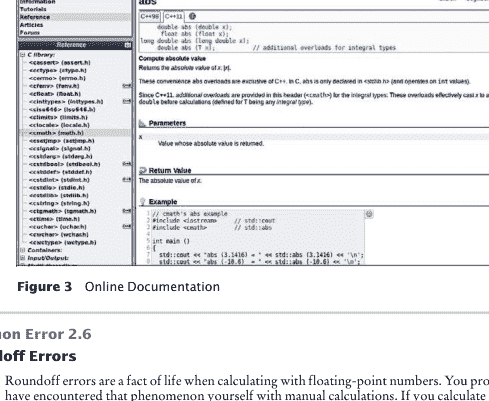 Information
Tutorials
Reference
Articles
Forum
Reference
C library:
<cassert> (assert.h)
<cctype> (ctype.h)
<cerrno> (errno.h)
<cfenv> (fenv.h)
<cfloat> (float.h)
<cinttypes> (inttypes.h)
<ciso646> (iso646.h)
<climits> (limits.h)
<clocale> (locale.h)
<cmath> (math.h)
<csetjmp> (setjmp.h)
<csignal> (signal.h)
<cstdarg> (stdarg.h)
<cstdbool> (stdbool.h)
<cstddef> (stddef.h)
<cstdint> (stdint.h)
<cstdio> (stdio.h)
<cstdlib> (stdlib.h)
<cstring> (string.h)
<ctgmath> (tgmath.h)
<ctime> (time.h)
<cuchar> (uchar.h)
<cwchar> (wchar.h)
<cwctype> (wctype.h)
Containers:
Input/Output:
abs
C++98 C++11
double abs (double x);
float abs (float x);
long double abs (long double x);
double abs (T x); // additional overloads for integral types
Compute absolute value
Returns the absolute value of x: |x|.
These convenience abs overloads are exclusive of C++. In C, abs is only declared in <stdlib.h> (and operates on int values).
Since C++11, additional overloads are provided in this header (<cmath>) for the integral types: These overloads effectively cast x to a
double before calculations (defined for T being any integral type).
Parameters
x
Value whose absolute value is returned.
Return Value
The absolute value of x.
Example
1 // cmath's abs example
2 #include <iostream> // std::cout
3 #include <cmath> // std::abs
4
5 int main ()
6 {
7 std::cout << "abs (3.1416) = " << std::abs (3.1416) << '\n';
8 std::cout << "abs (-10.6) = " << std::abs (-10.6) << '\n';
Figure 3 Online Documentation
on Error 2.6
off Errors
Roundoff errors are a fact of life when calculating with floating-point numbers. You pro
have encountered that phenomenon yourself with manual calculations. If you calculate